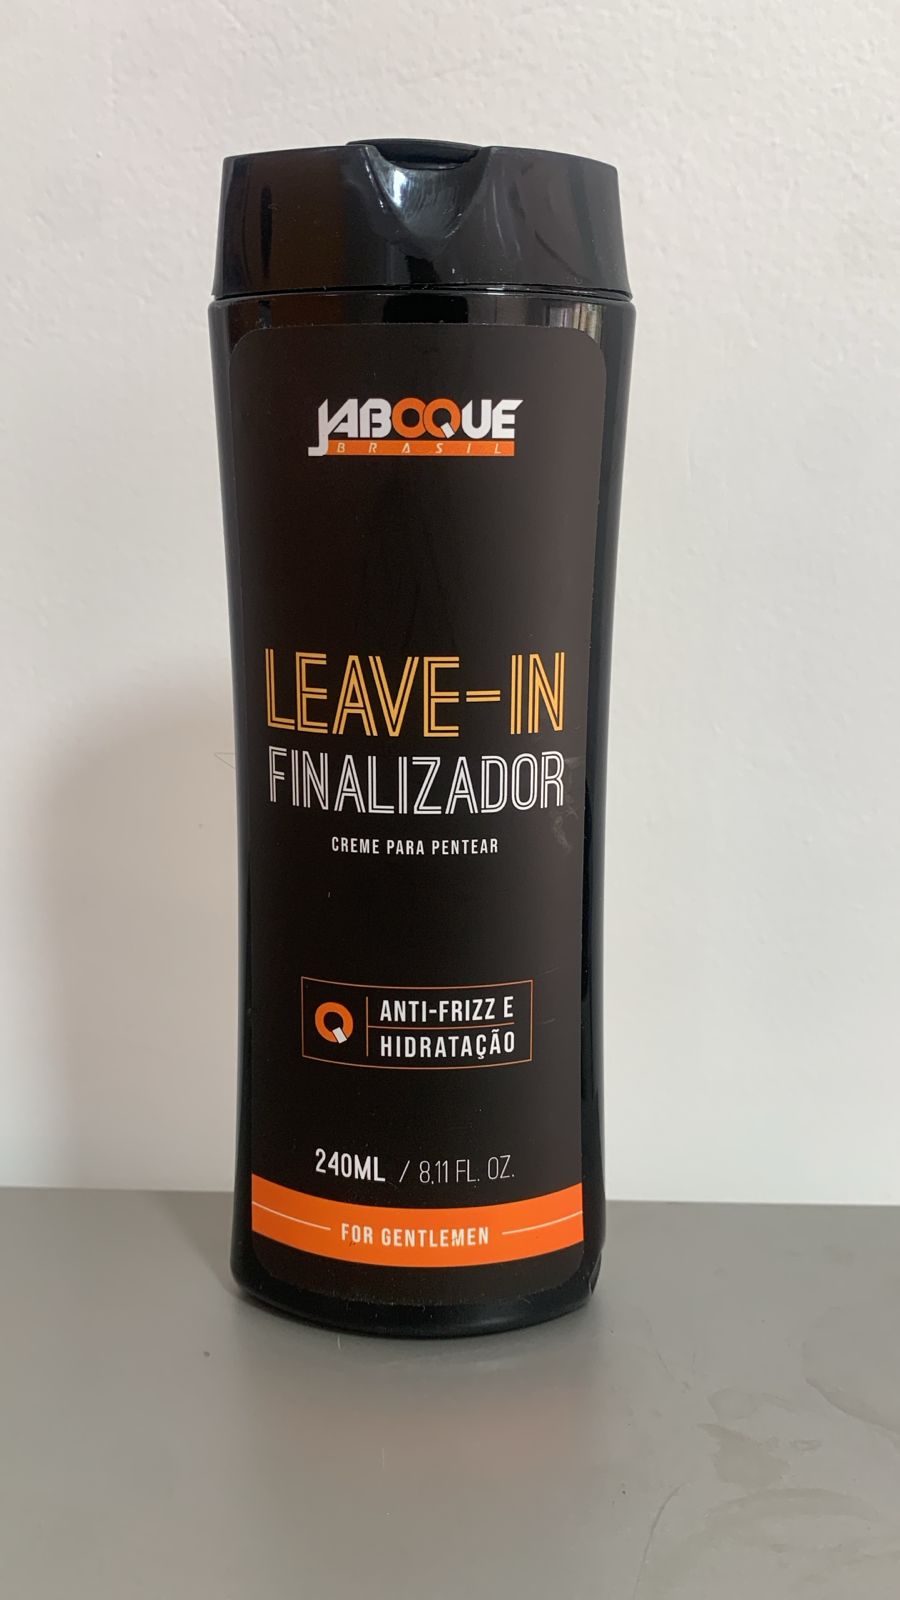 JABOQUE
BRASIL
LEAVE-IN
FINALIZADOR
CREME PARA PENTEAR
Q ANTI-FRIZZ E
HIDRATAÇÃO
240ML / 8.11 FL. OZ.
FOR GENTLEMEN